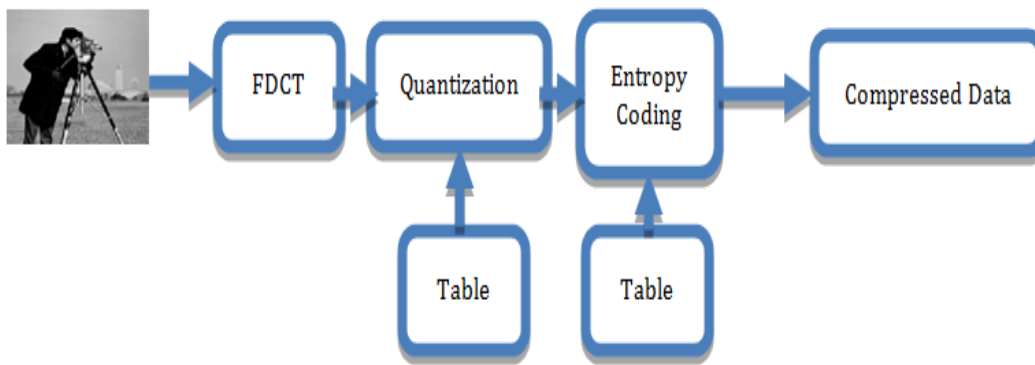 FDCT
Quantization
Entropy
Coding
Compressed Data
Table
Table